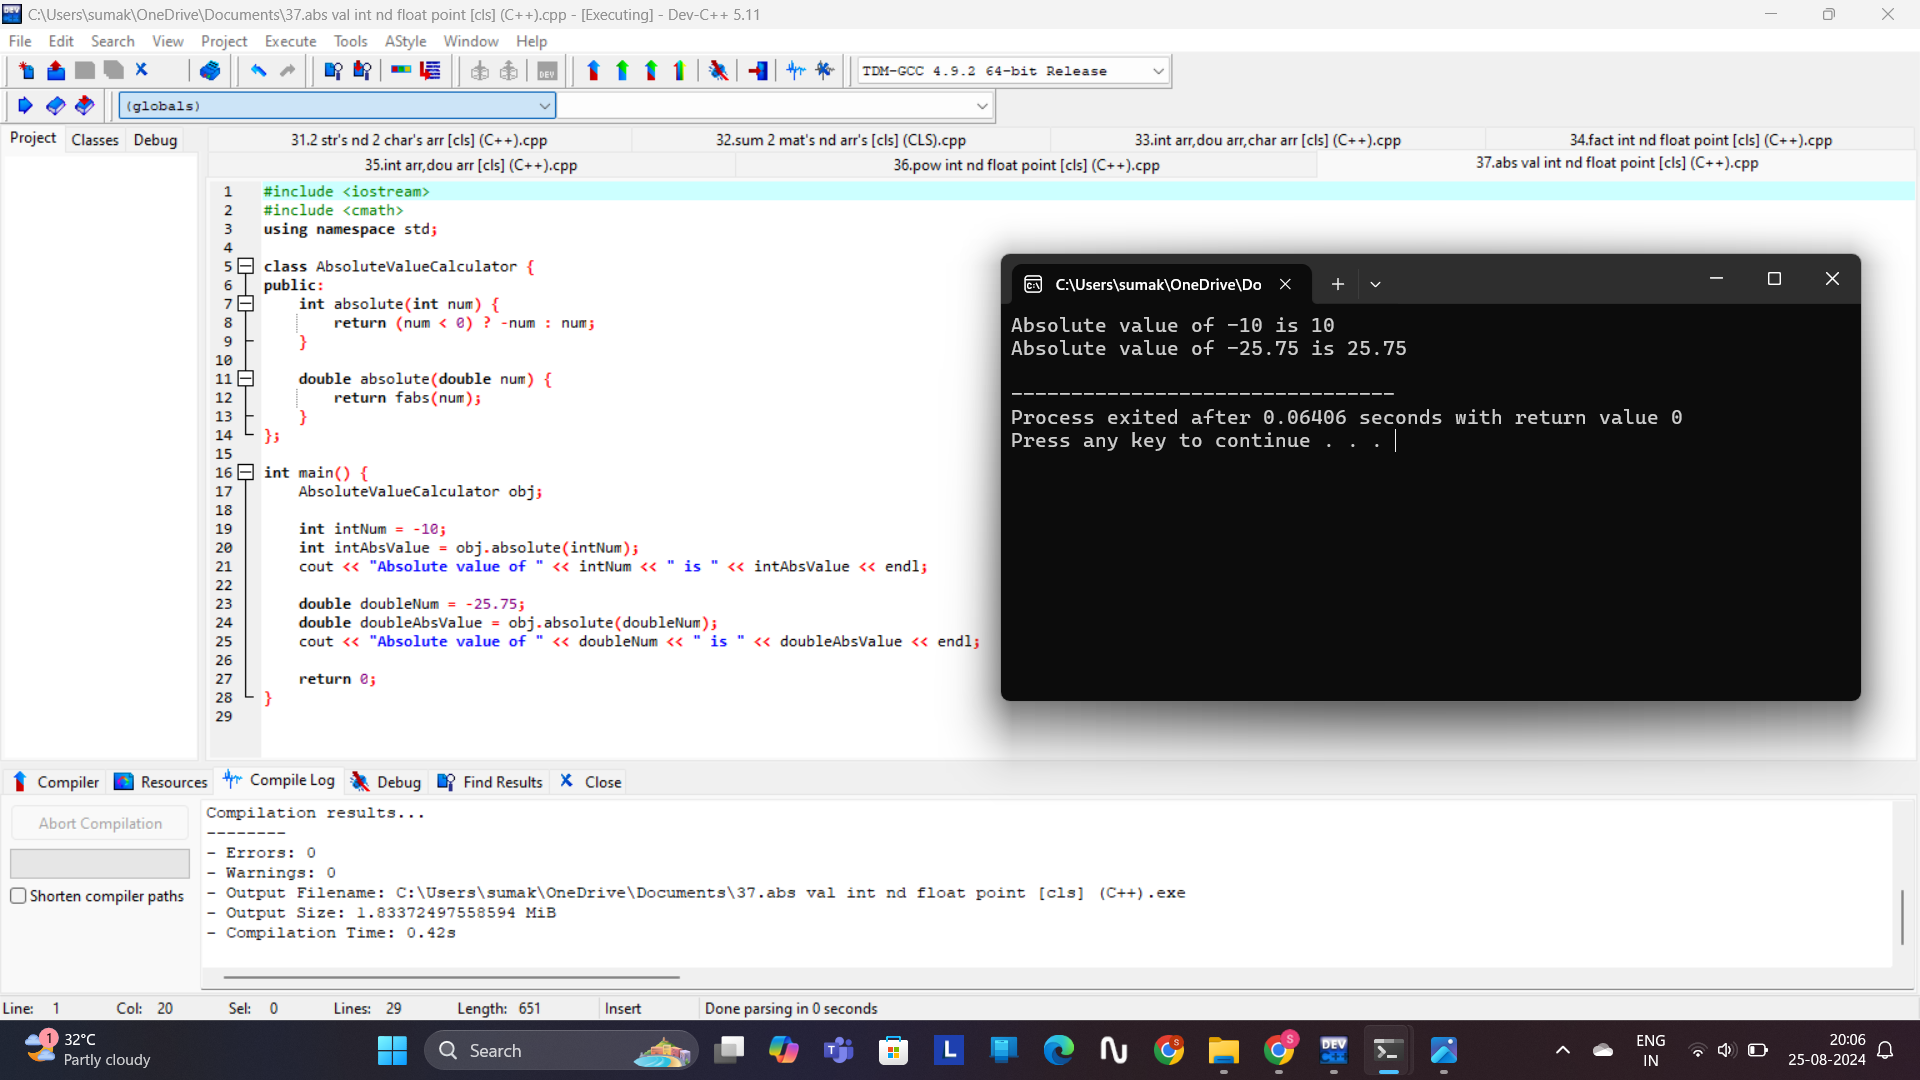 C:\Users\sumak\OneDrive\Documents\37.abs val int nd float point [cls] (C++).cpp - [Executing] - Dev-C++ 5.11
File Edit Search View Project Execute Tools AStyle Window Help
TDM-GCC 4.9.2 64-bit Release
(globals)
Project Classes Debug
31.2 str's nd 2 char's arr [cls] (C++).cpp 32.sum 2 mat's nd arr's [cls] (CLS).cpp 33.int arr,dou arr,char arr [cls] (C++).cpp 34.fact int nd float point [cls] (C++).cpp
35.int arr,dou arr [cls] (C++).cpp 36.pow int nd float point [cls] (C++).cpp 37.abs val int nd float point [cls] (C++).cpp
1 #include <iostream>
2 #include <cmath>
3 using namespace std;
4
5 class AbsoluteValueCalculator {
6 public:
7 int absolute(int num) {
8 return (num < 0) ? -num : num;
9 }
10
11 double absolute(double num) {
12 return fabs(num);
13 }
14 };
15
16 int main() {
17 AbsoluteValueCalculator obj;
18
19 int intNum = -10;
20 int intAbsValue = obj.absolute(intNum);
21 cout << "Absolute value of " << intNum << " is " << intAbsValue << endl;
22
23 double doubleNum = -25.75;
24 double doubleAbsValue = obj.absolute(doubleNum);
25 cout << "Absolute value of " << doubleNum << " is " << doubleAbsValue << endl;
26
27 return 0;
28 }
29
C:\Users\sumak\OneDrive\Do
Absolute value of -10 is 10
Absolute value of -25.75 is 25.75
--------------------------------
Process exited after 0.06406 seconds with return value 0
Press any key to continue . . .
Compiler Resources Compile Log Debug Find Results Close
Abort Compilation
Shorten compiler paths
Compilation results...
--------
- Errors: 0
- Warnings: 0
- Output Filename: C:\Users\sumak\OneDrive\Documents\37.abs val int nd float point [cls] (C++).exe
- Output Size: 1.83372497558594 MiB
- Compilation Time: 0.42s
Line: 1 Col: 20 Sel: 0 Lines: 29 Length: 651 Insert Done parsing in 0 seconds
1
32°C
Partly cloudy
Search
L
S
S
DEV
ENG
IN
20:06
25-08-2024